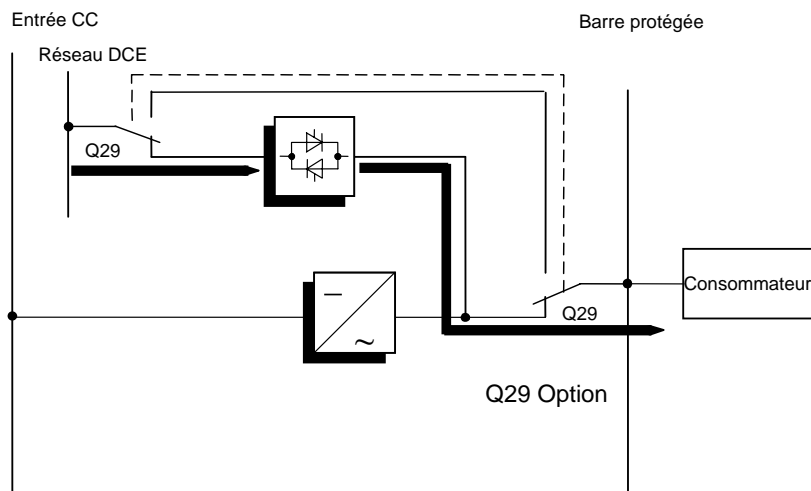 Entrée CC
Barre protégée
Réseau DCE
Q29
Consommateur
Q29
Q29 Option